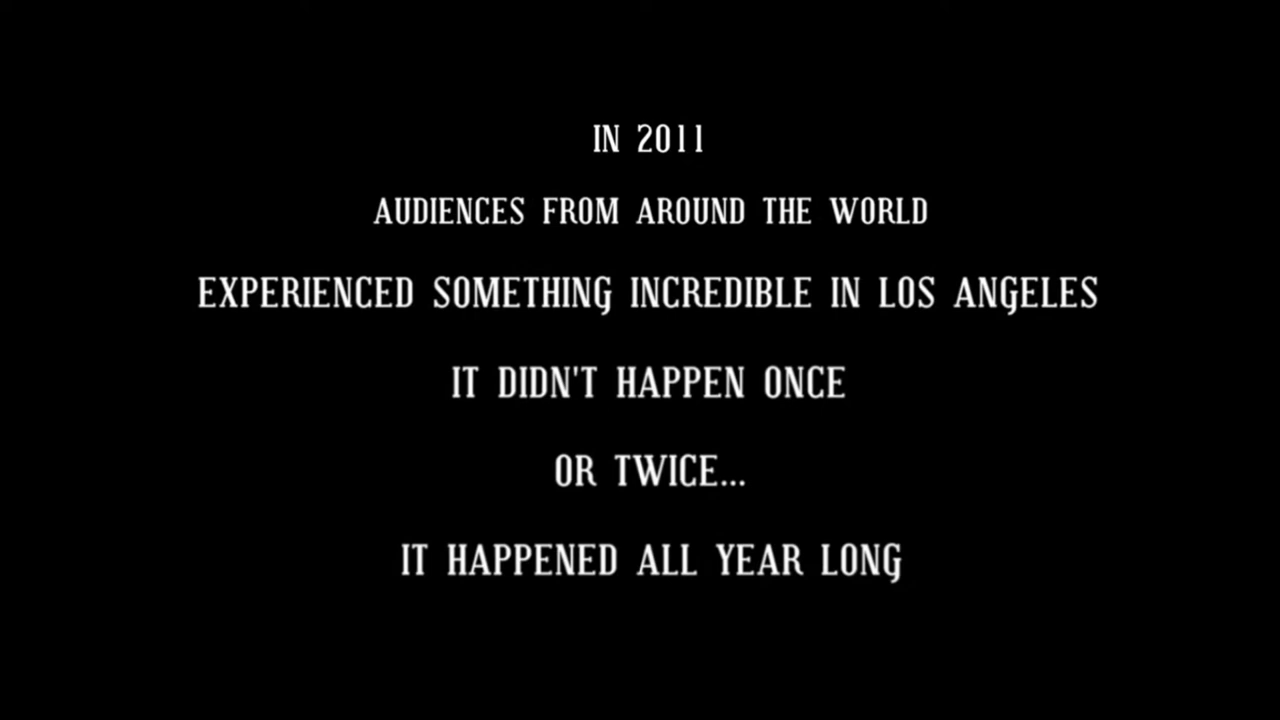 IN 2011
AUDIENCES FROM AROUND THE WORLD
EXPERIENCED SOMETHING INCREDIBLE IN LOS ANGELES
IT DIDN'T HAPPEN ONCE
OR TWICE...
IT HAPPENED ALL YEAR LONG